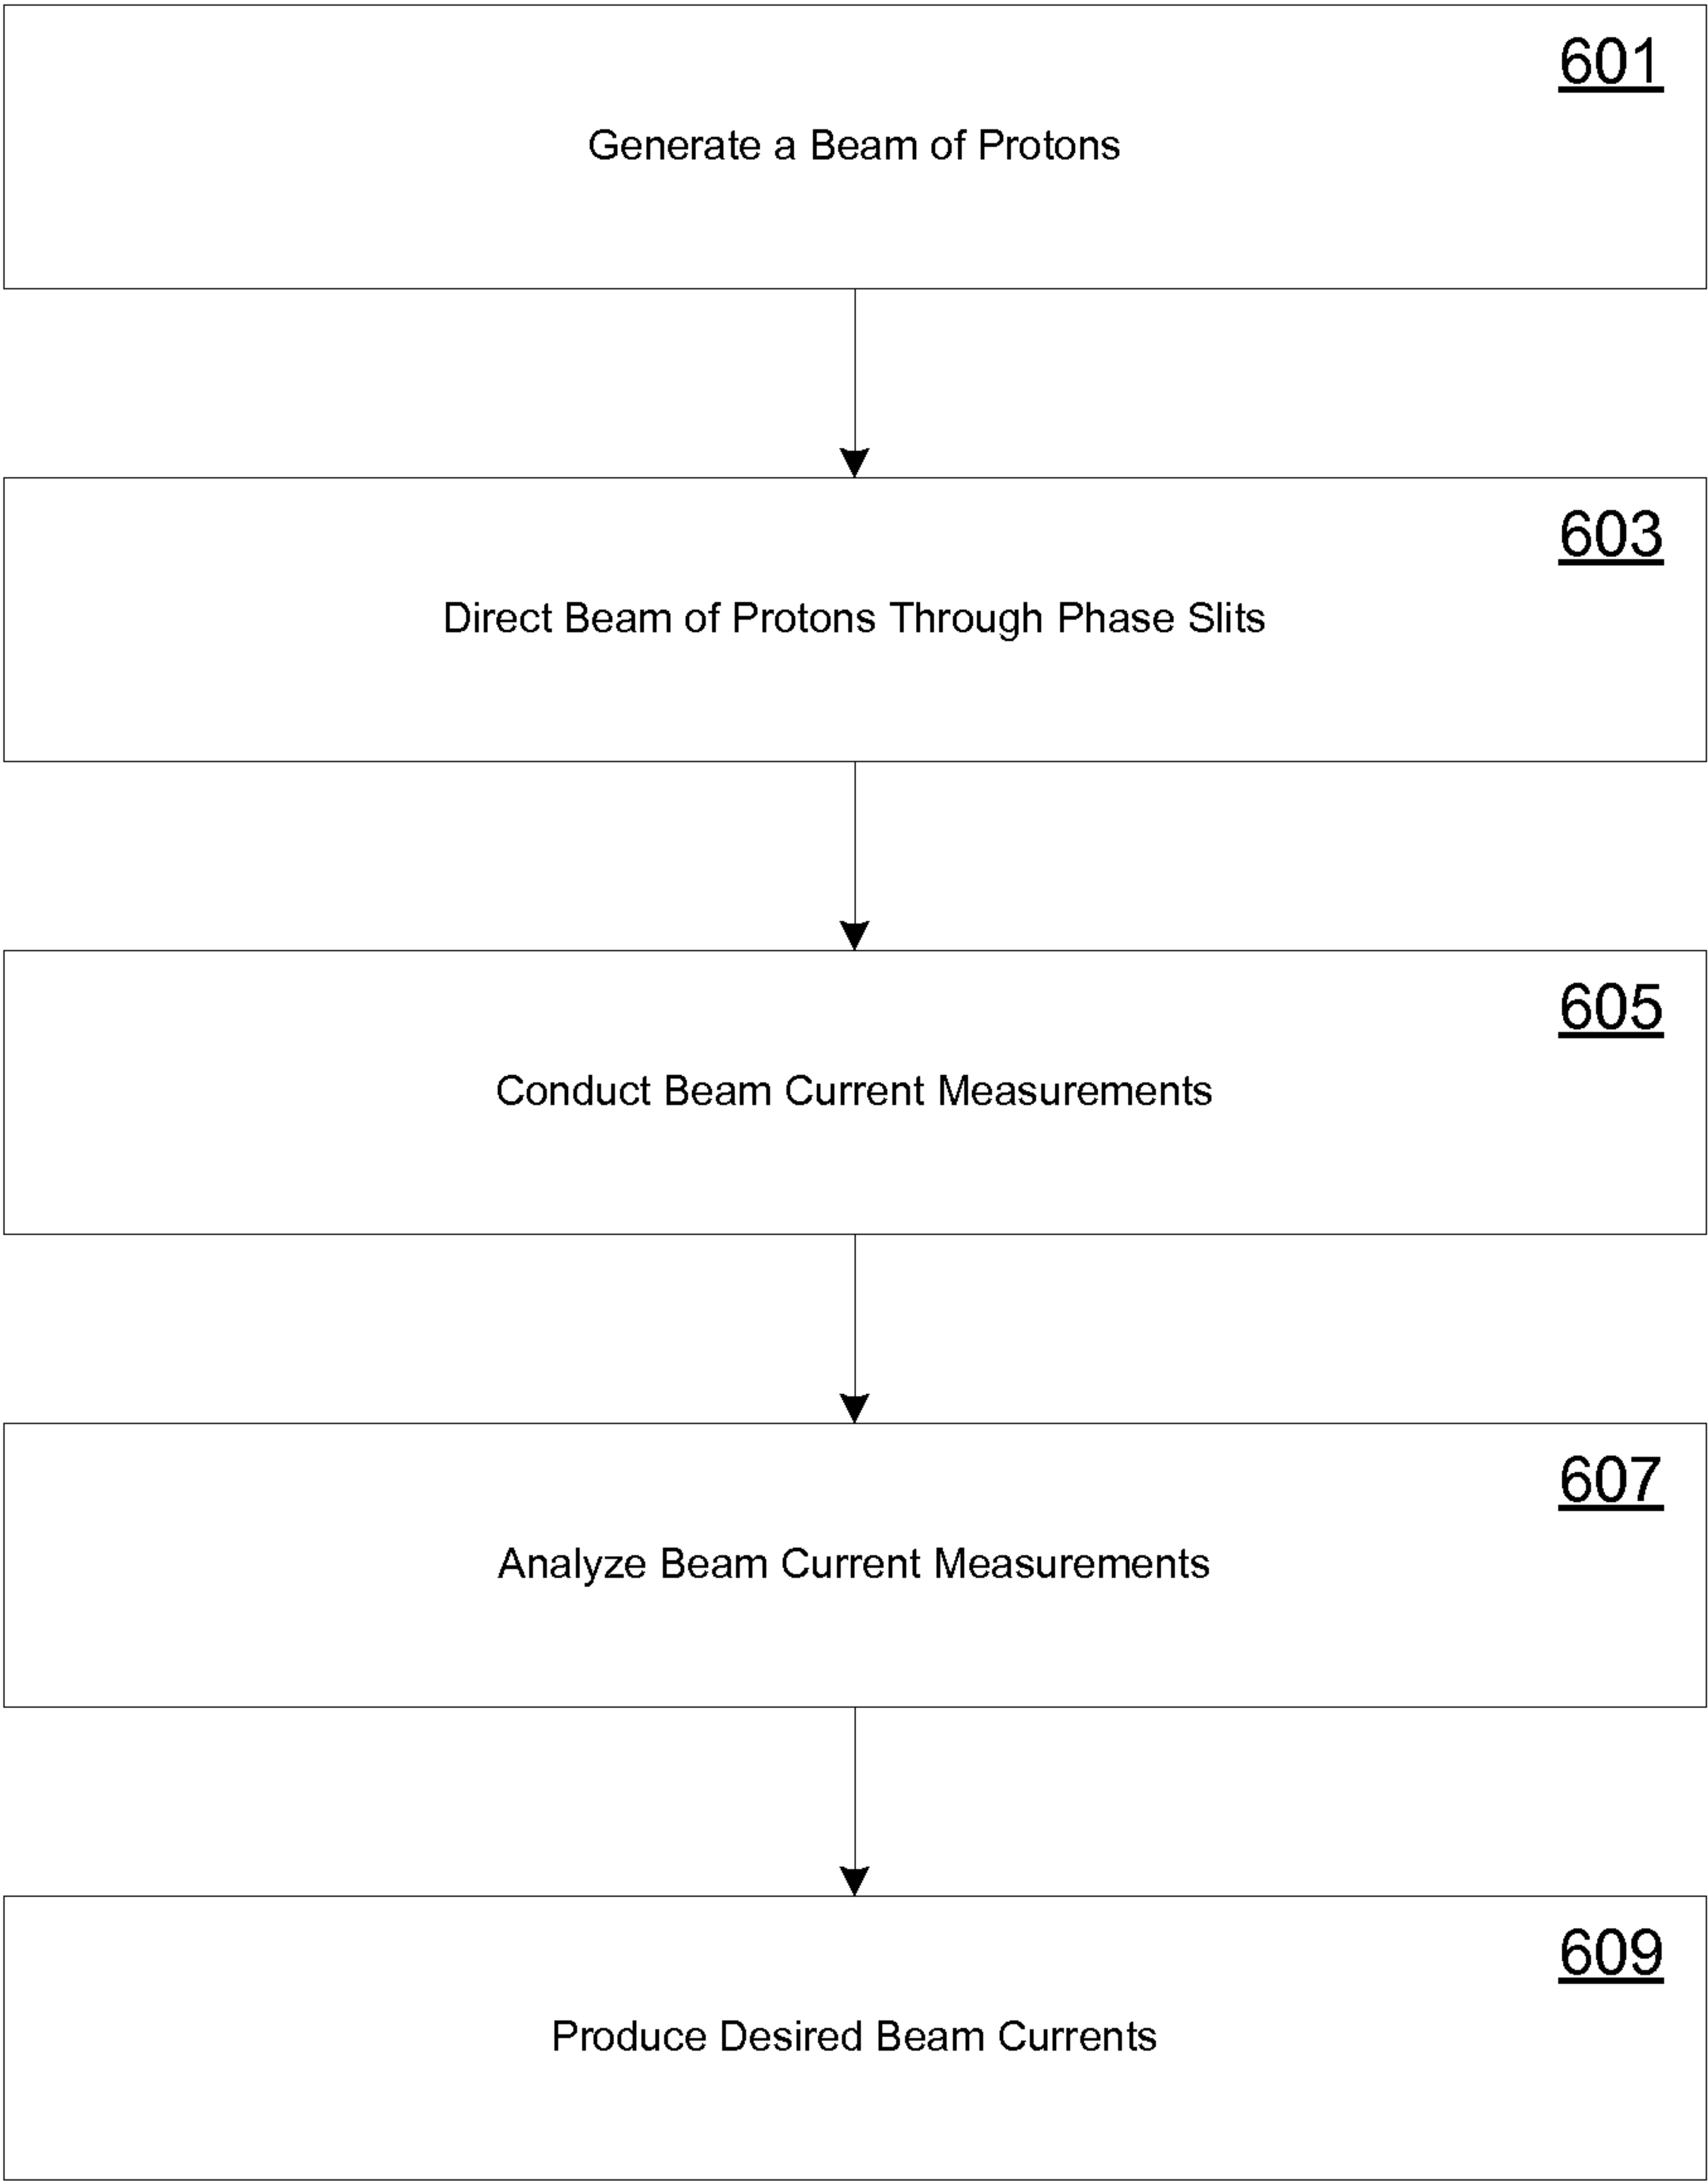 601
Generate a Beam of Protons
603
Direct Beam of Protons Through Phase Slits
605
Conduct Beam Current Measurements
607
Analyze Beam Current Measurements
609
Produce Desired Beam Currents